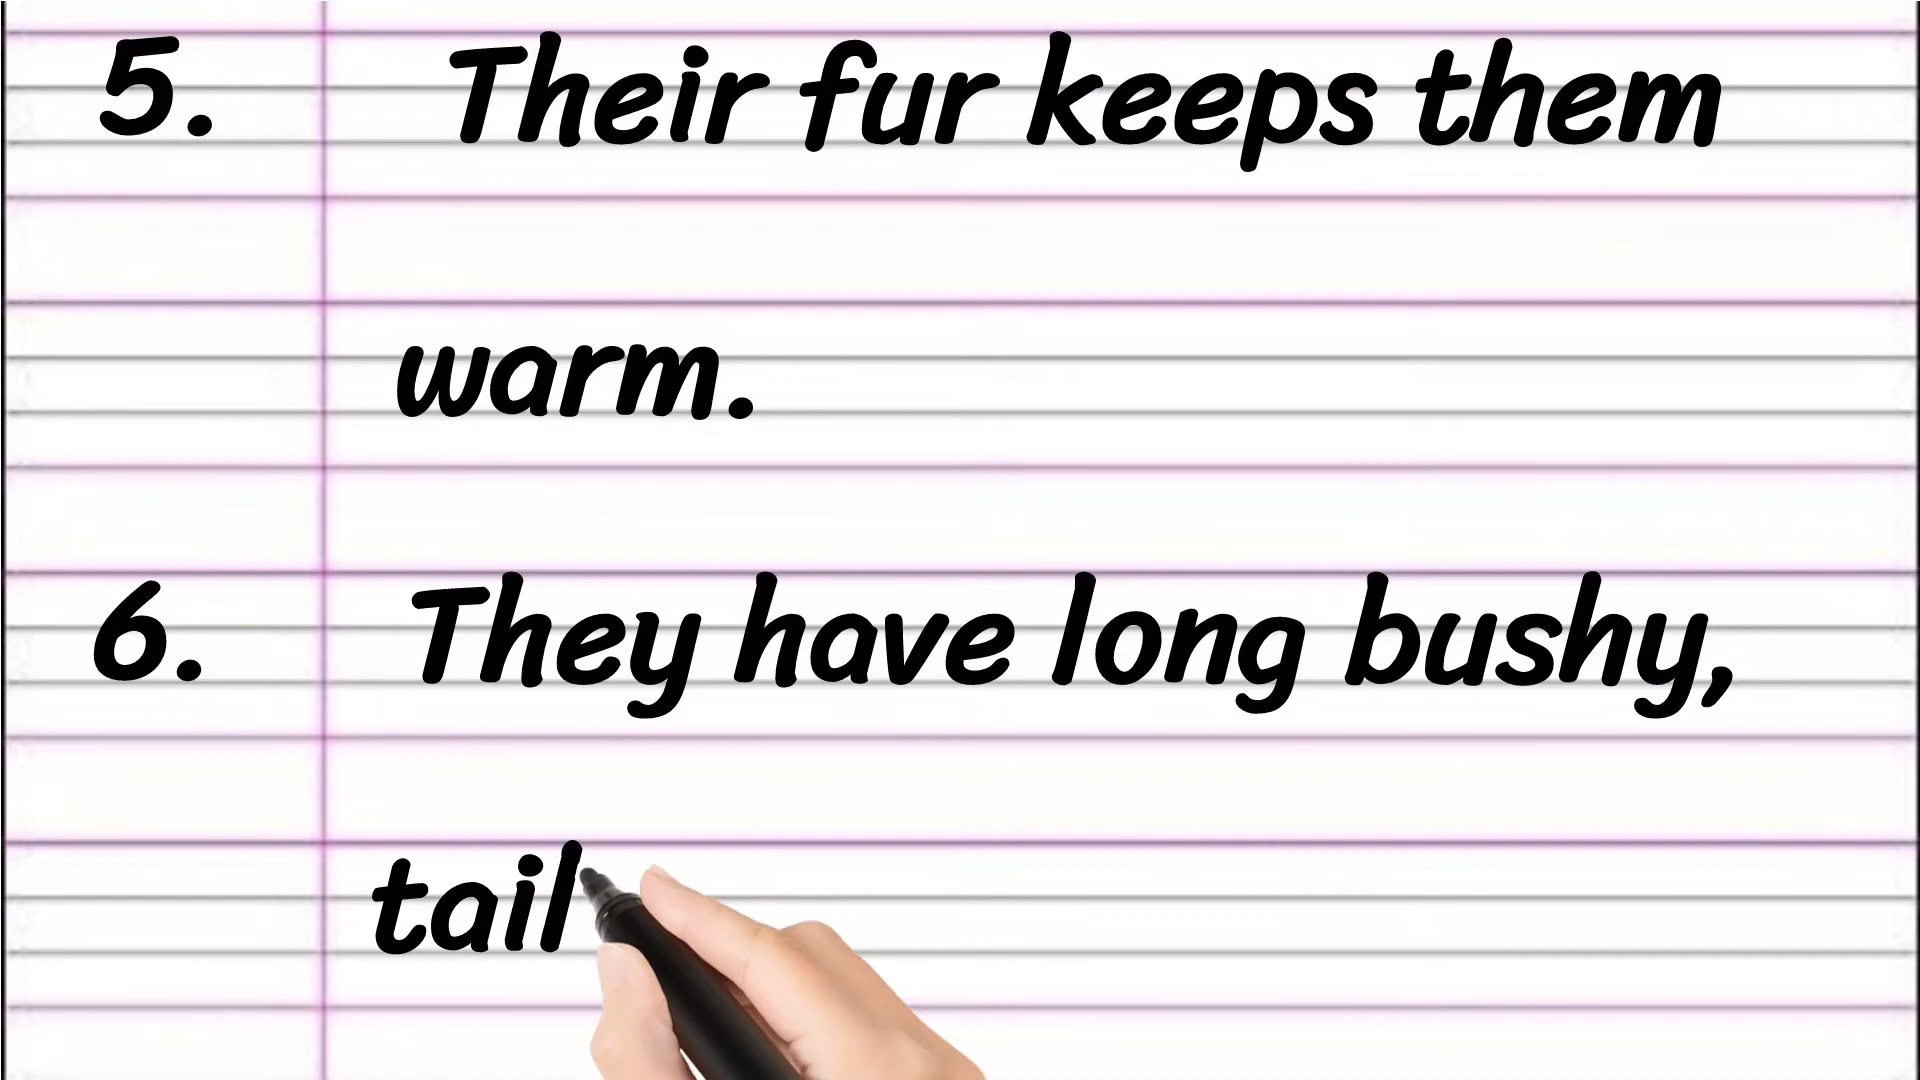 5. Their fur keeps them
warm.
6. They have long bushy,
tail